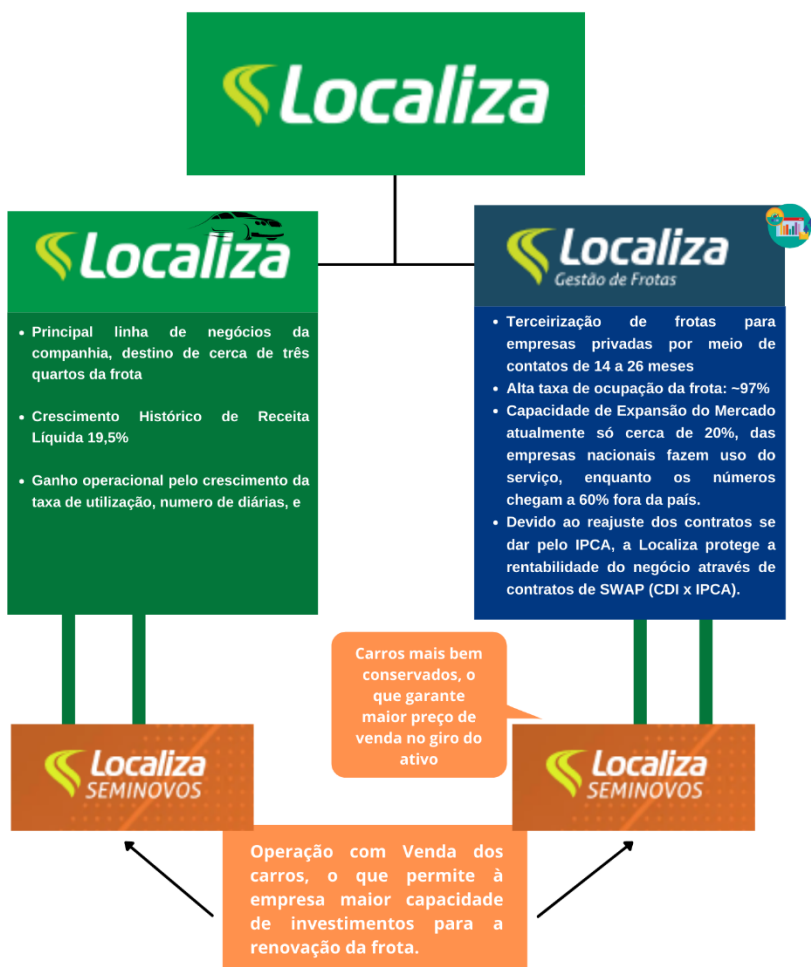 Localiza
Localiza
Principal linha de negócios da
companhia, destino de cerca de três
quartos da frota
Crescimento Histórico de Receita
Líquida 19,5%
Ganho operacional pelo crescimento da
taxa de utilização, numero de diárias, e
Localiza
Gestão de Frotas
Terceirização de frotas para
empresas privadas por meio de
contatos de 14 a 26 meses
Alta taxa de ocupação da frota: ~97%
Capacidade de Expansão do Mercado
atualmente só cerca de 20%, das
empresas nacionais fazem uso do
serviço, enquanto os números
chegam a 60% fora da país.
Devido ao reajuste dos contratos se
dar pelo IPCA, a Localiza protege a
rentabilidade do negócio através de
contratos de SWAP (CDI x IPCA).
Carros mais bem
conservados, o
que garante
maior preço de
venda no giro do
ativo
Localiza
SEMINOVOS
Localiza
SEMINOVOS
Operação com Venda dos
carros, o que permite à
empresa maior capacidade
de investimentos para a
renovação da frota.